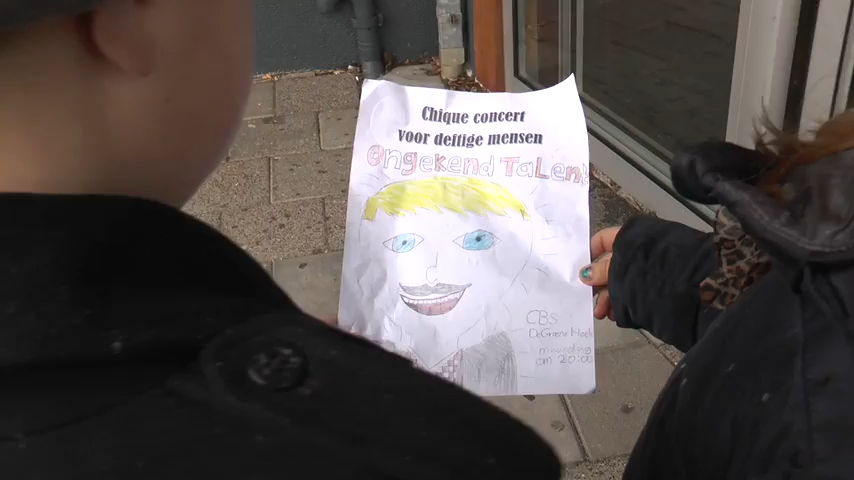 Chique concert
voor deftige mensen
Ongekend TaLent
CBS
De Groene Hoek
maandag
om 20:00